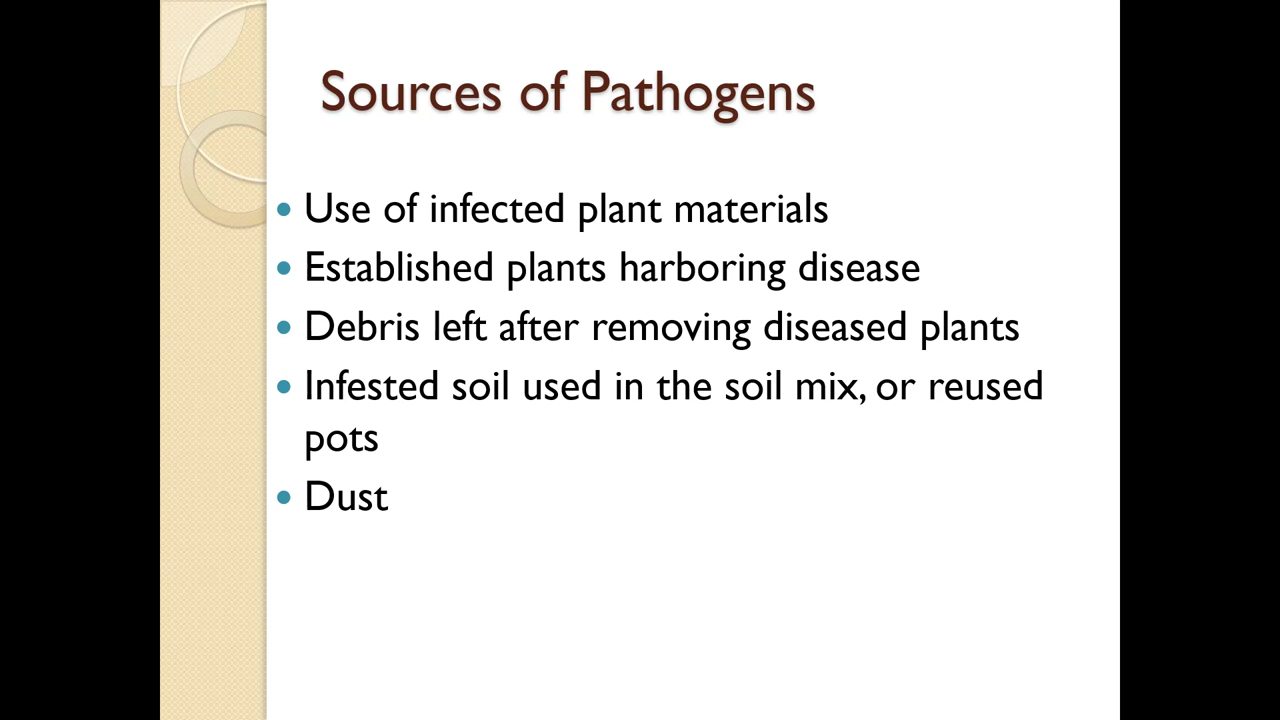 Sources of Pathogens
• Use of infected plant materials
• Established plants harboring disease
• Debris left after removing diseased plants
• Infested soil used in the soil mix, or reused
pots
• Dust